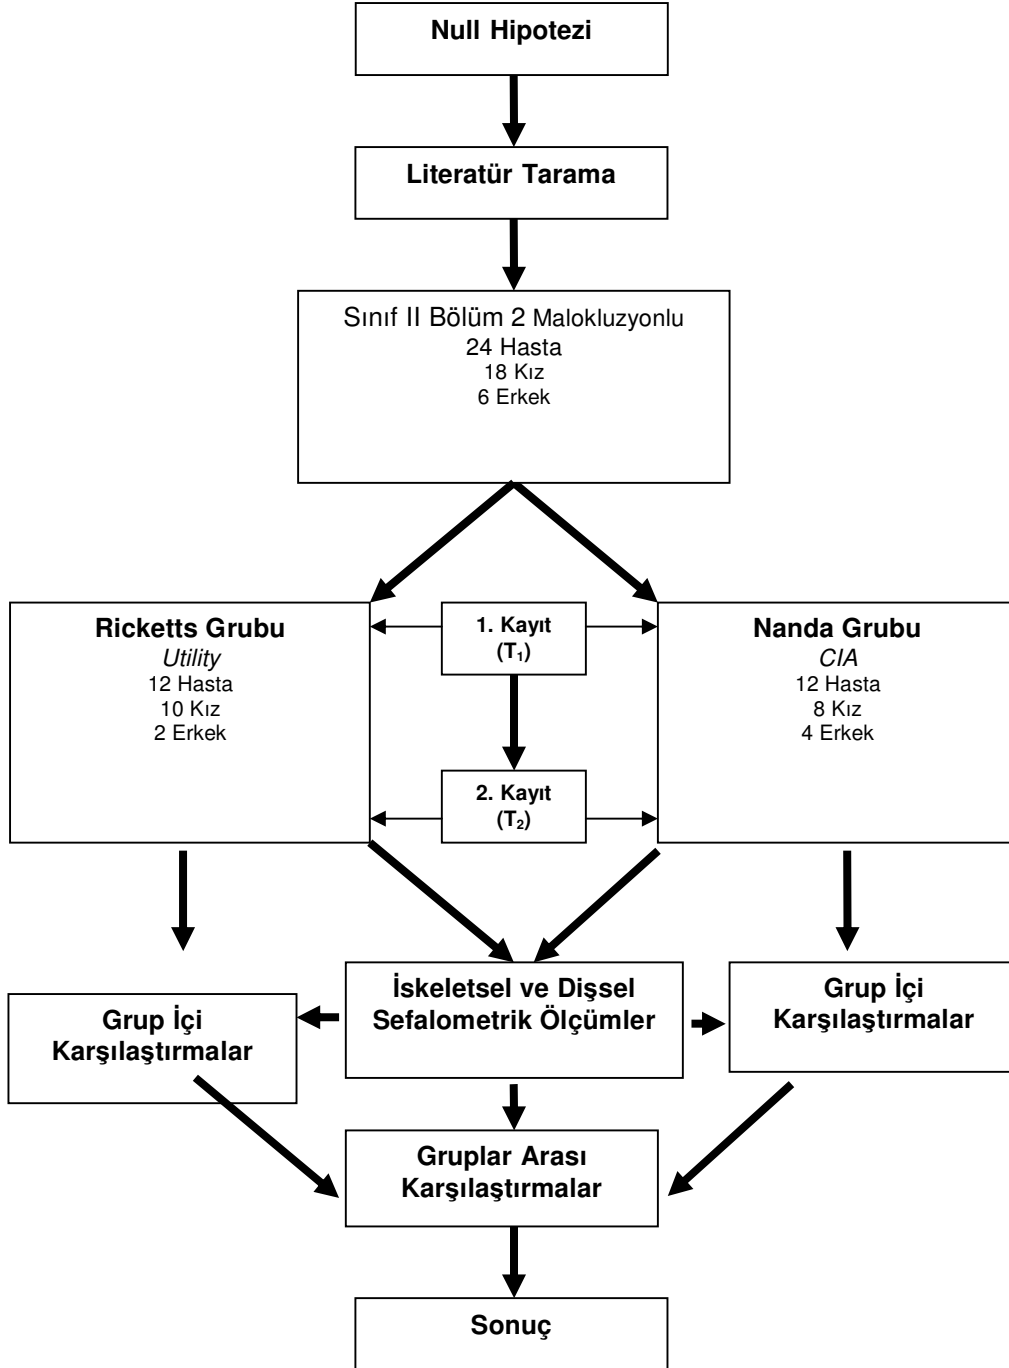 Null Hipotezi
Literatür Tarama
Sınıf II Bölüm 2 Malokluzyonlu
24 Hasta
18 Kız
6 Erkek
Ricketts Grubu
Utility
12 Hasta
10 Kız
2 Erkek
1. Kayıt
(T₁)
Nanda Grubu
CIA
12 Hasta
8 Kız
4 Erkek
2. Kayıt
(T₂)
Grup İçi
Karşılaştırmalar
İskeletsel ve Dişsel
Sefalometrik Ölçümler
Grup İçi
Karşılaştırmalar
Gruplar Arası
Karşılaştırmalar
Sonuç